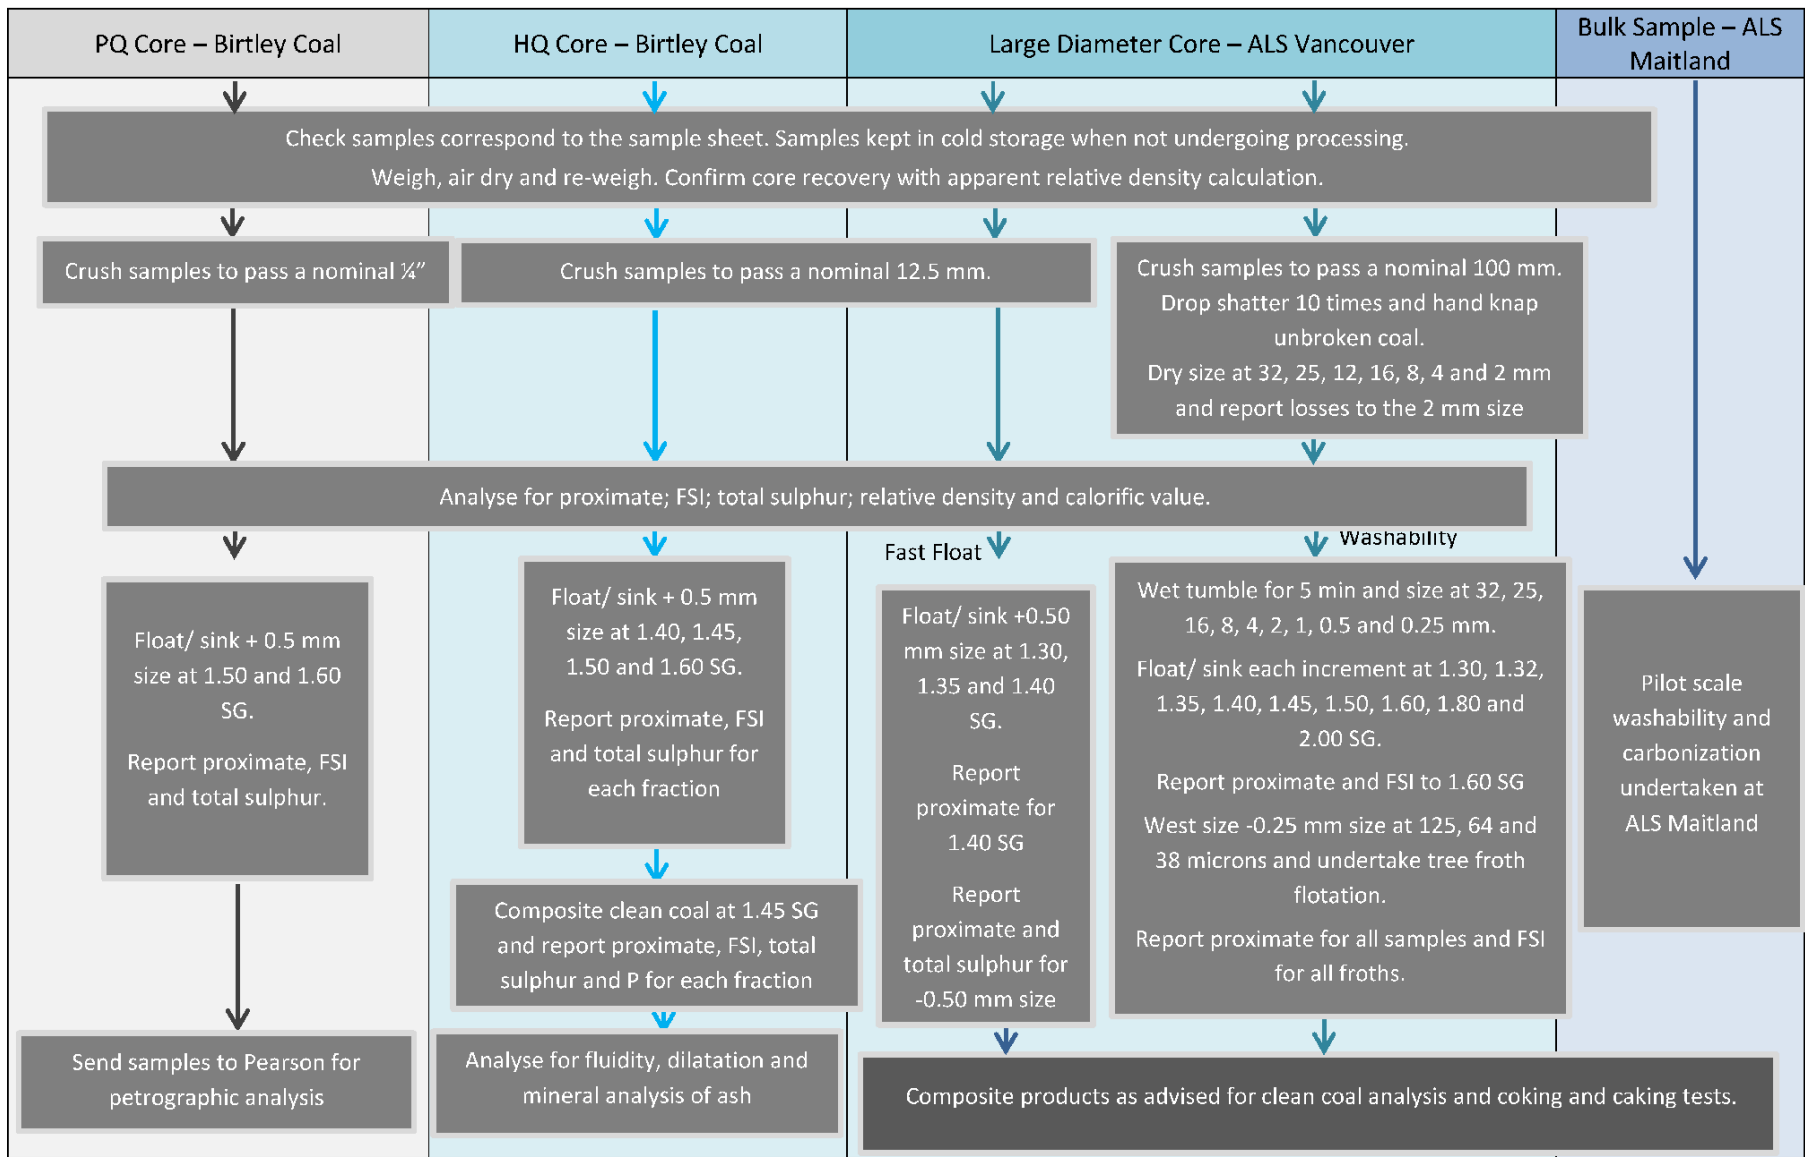 PQ Core – Birtley Coal
HQ Core – Birtley Coal
Large Diameter Core – ALS Vancouver
Bulk Sample – ALS
Maitland
Check samples correspond to the sample sheet. Samples kept in cold storage when not undergoing processing.
Weigh, air dry and re-weigh. Confirm core recovery with apparent relative density calculation.
Crush samples to pass a nominal ¼”
Crush samples to pass a nominal 12.5 mm.
Crush samples to pass a nominal 100 mm.
Drop shatter 10 times and hand knap
unbroken coal.
Dry size at 32, 25, 12, 16, 8, 4 and 2 mm
and report losses to the 2 mm size
Analyse for proximate; FSI; total sulphur; relative density and calorific value.
Fast Float
Washability
Float/ sink + 0.5 mm
size at 1.50 and 1.60
SG.
Report proximate, FSI
and total sulphur.
Float/ sink + 0.5 mm
size at 1.40, 1.45,
1.50 and 1.60 SG.
Report proximate, FSI
and total sulphur for
each fraction
Float/ sink +0.50
mm size at 1.30,
1.35 and 1.40
SG.
Report
proximate for
1.40 SG
Report
proximate and
total sulphur for
-0.50 mm size
Wet tumble for 5 min and size at 32, 25,
16, 8, 4, 2, 1, 0.5 and 0.25 mm.
Float/ sink each increment at 1.30, 1.32,
1.35, 1.40, 1.45, 1.50, 1.60, 1.80 and
2.00 SG.
Report proximate and FSI to 1.60 SG
West size -0.25 mm size at 125, 64 and
38 microns and undertake tree froth
flotation.
Report proximate for all samples and FSI
for all froths.
Pilot scale
washability and
carbonization
undertaken at
ALS Maitland
Composite clean coal at 1.45 SG
and report proximate, FSI, total
sulphur and P for each fraction
Send samples to Pearson for
petrographic analysis
Analyse for fluidity, dilatation and
mineral analysis of ash
Composite products as advised for clean coal analysis and coking and caking tests.